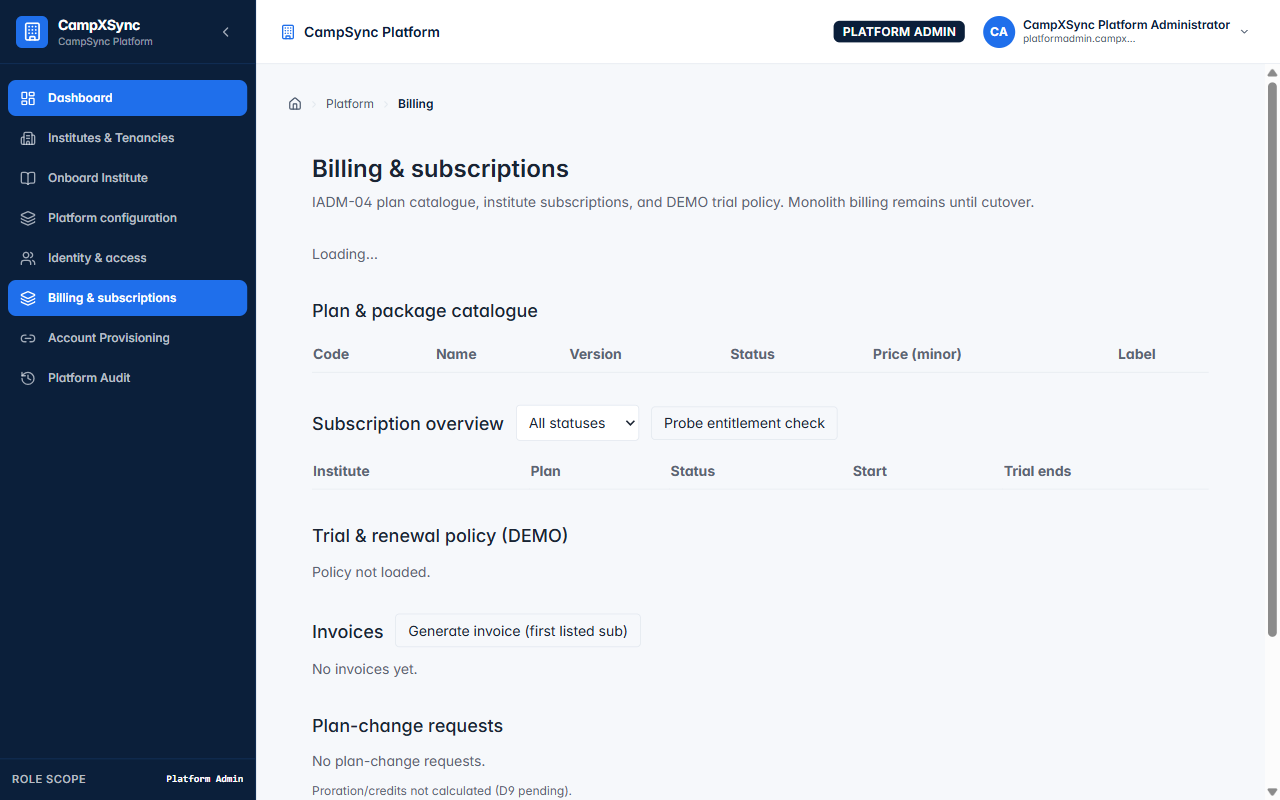 CampXSync
CampSync Platform
CampSync Platform
PLATFORM ADMIN
CA
CampXSync Platform Administrator
platformadmin.campx...
Dashboard
Institutes & Tenancies
Onboard Institute
Platform configuration
Identity & access
Billing & subscriptions
Account Provisioning
Platform Audit
ROLE SCOPE
Platform Admin
Platform
Billing
Billing & subscriptions
IADM-04 plan catalogue, institute subscriptions, and DEMO trial policy. Monolith billing remains until cutover.
Loading...
Plan & package catalogue
Code Name Version Status Price (minor) Label
Subscription overview All statuses Probe entitlement check
Institute Plan Status Start Trial ends
Trial & renewal policy (DEMO)
Policy not loaded.
Invoices Generate invoice (first listed sub)
No invoices yet.
Plan-change requests
No plan-change requests.
Proration/credits not calculated (D9 pending).